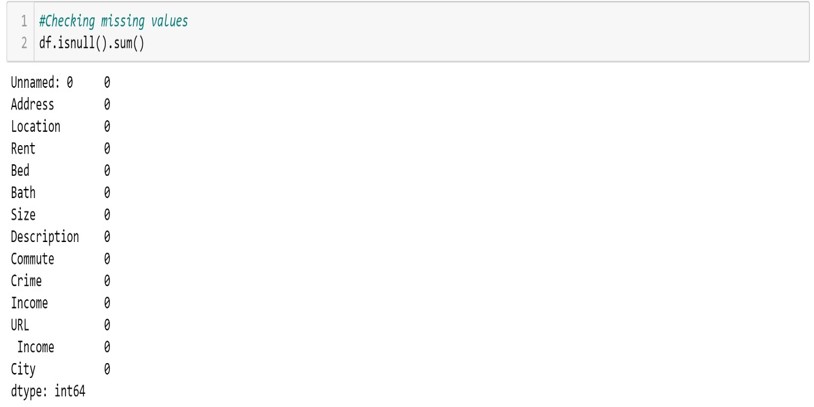 1 #Checking missing values
2 df.isnull().sum()
Unnamed: 0 0
Address 0
Location 0
Rent 0
Bed 0
Bath 0
Size 0
Description 0
Commute 0
Crime 0
Income 0
URL 0
 Income 0
City 0
dtype: int64